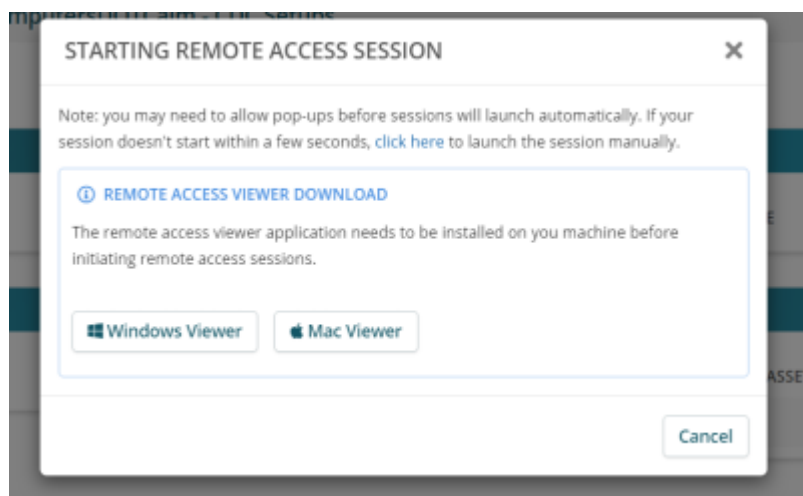 STARTING REMOTE ACCESS SESSION
Note: you may need to allow pop-ups before sessions will launch automatically. If your
session doesn't start within a few seconds, click here to launch the session manually.
REMOTE ACCESS VIEWER DOWNLOAD
The remote access viewer application needs to be installed on you machine before
initiating remote access sessions.
Windows Viewer Mac Viewer
ASSE
Cancel